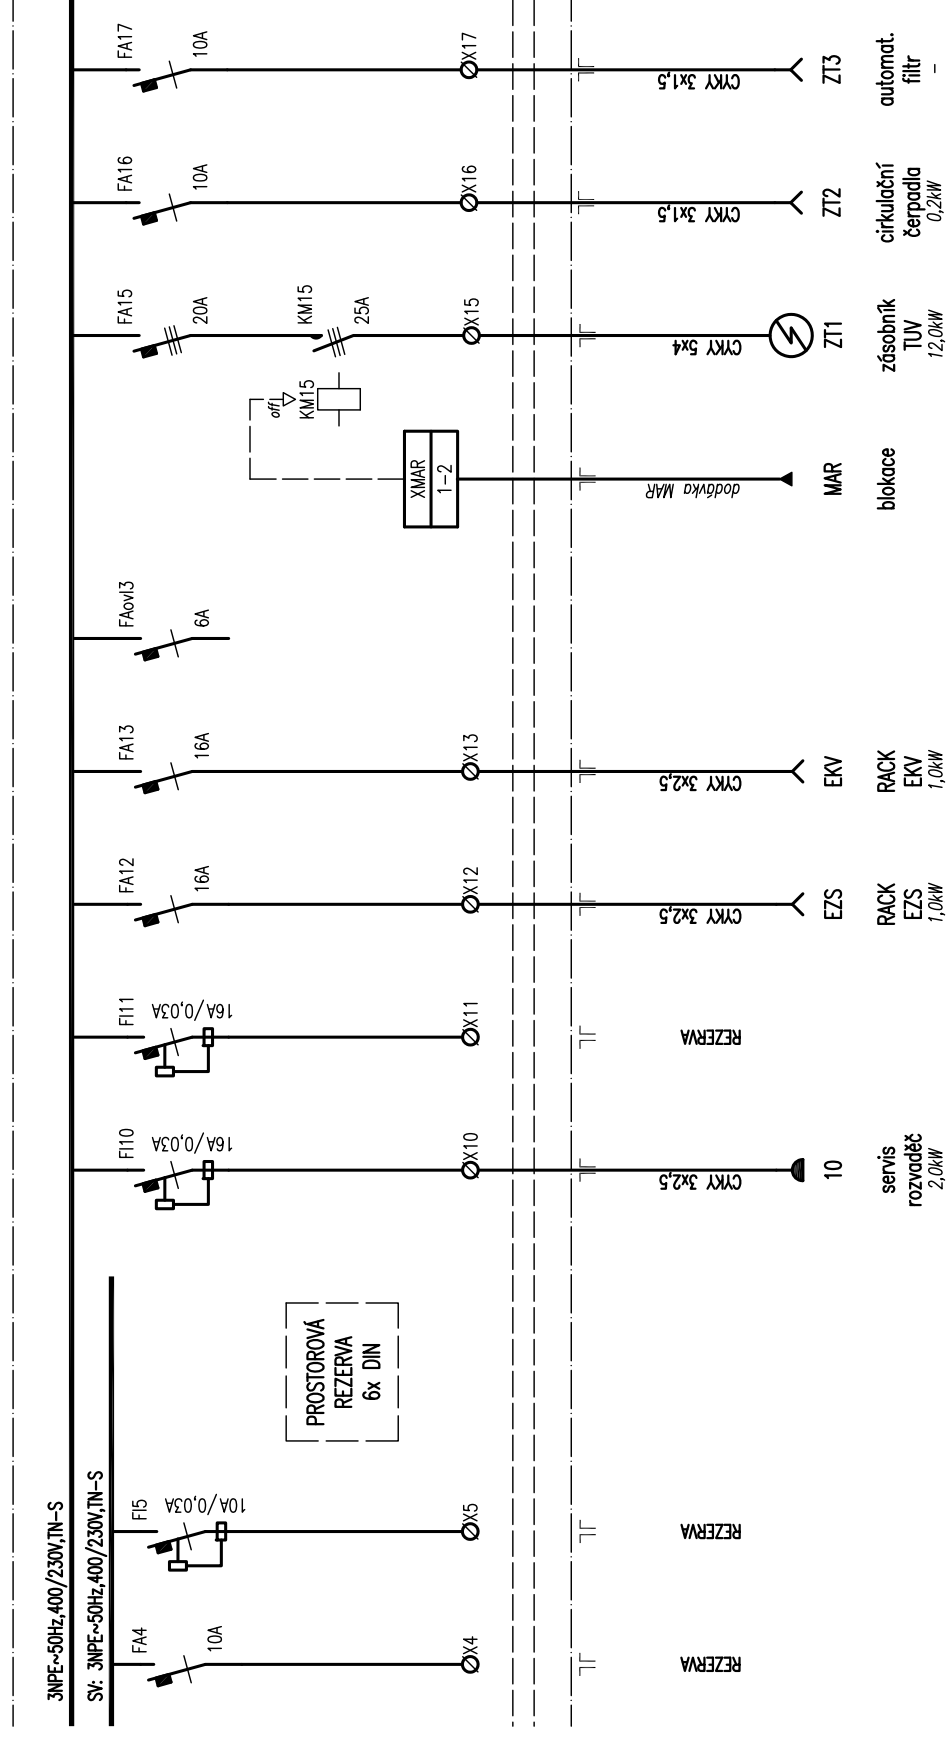 3NPE~50Hz,400/230V,TN-S
SV: 3NPE~50Hz,400/230V,TN-S
FA4
10A
X4
REZERVA
FI5
10A/0,03A
X5
REZERVA
PROSTOROVÁ
REZERVA
6x DIN
FI10
16A/0,03A
X10
CYKY 3x2,5
10
servis
rozvaděč
2,0kW
FI11
16A/0,03A
X11
REZERVA
FA12
16A
X12
CYKY 3x2,5
EZS
RACK
EZS
1,0kW
FA13
16A
X13
CYKY 3x2,5
EKV
RACK
EKV
1,0kW
FAovl3
6A
XMAR
1-2
dodávka MAR
MAR
blokace
off
KM15
FA15
20A
KM15
25A
X15
CYKY 5x4
ZT1
zásobník
TUV
12,0kW
FA16
10A
X16
CYKY 3x1,5
ZT2
cirkulační
čerpadla
0,2kW
FA17
10A
X17
CYKY 3x1,5
ZT3
automat.
filtr
-